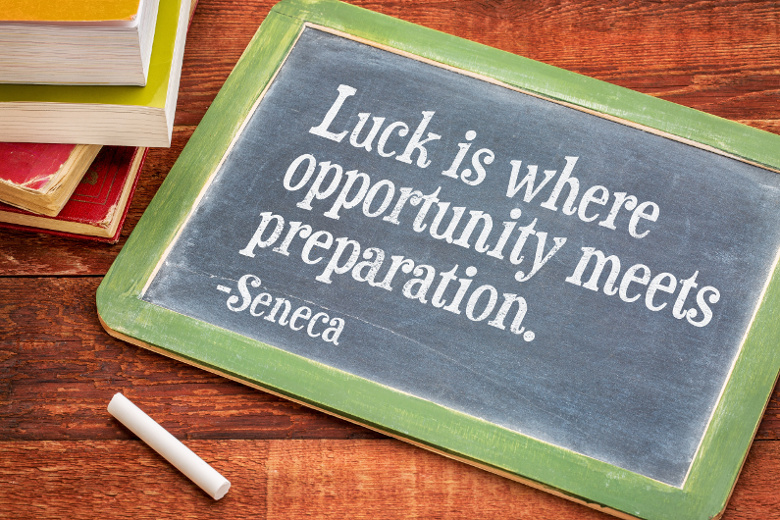 Luck is where
opportunity meets
preparation.
-Seneca